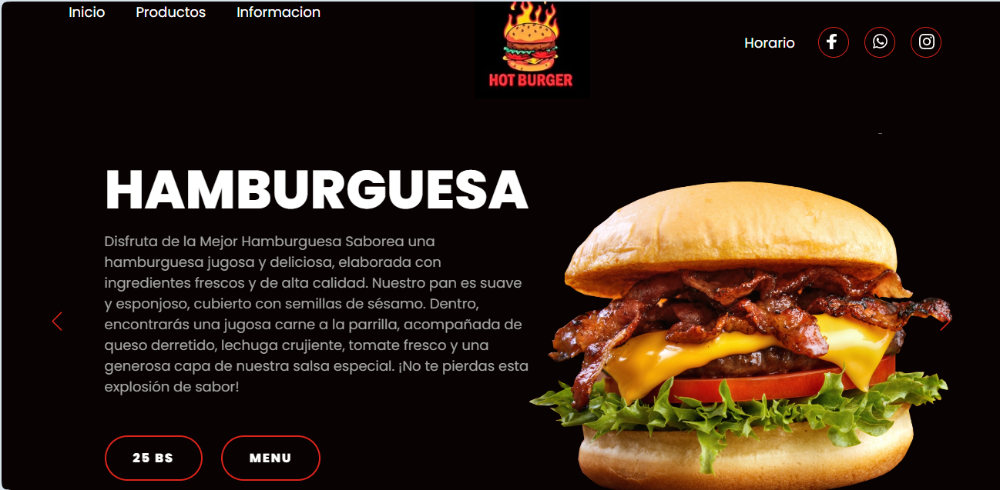 Inicio Productos Informacion
HOT BURGER
Horario
HAMBURGUESA
Disfruta de la Mejor Hamburguesa Saborea una
hamburguesa jugosa y deliciosa, elaborada con
ingredientes frescos y de alta calidad. Nuestro pan es suave
y esponjoso, cubierto con semillas de sésamo. Dentro,
encontrarás una jugosa carne a la parrilla, acompañada de
queso derretido, lechuga crujiente, tomate fresco y una
generosa capa de nuestra salsa especial. ¡No te pierdas esta
explosión de sabor!
25 BS MENU